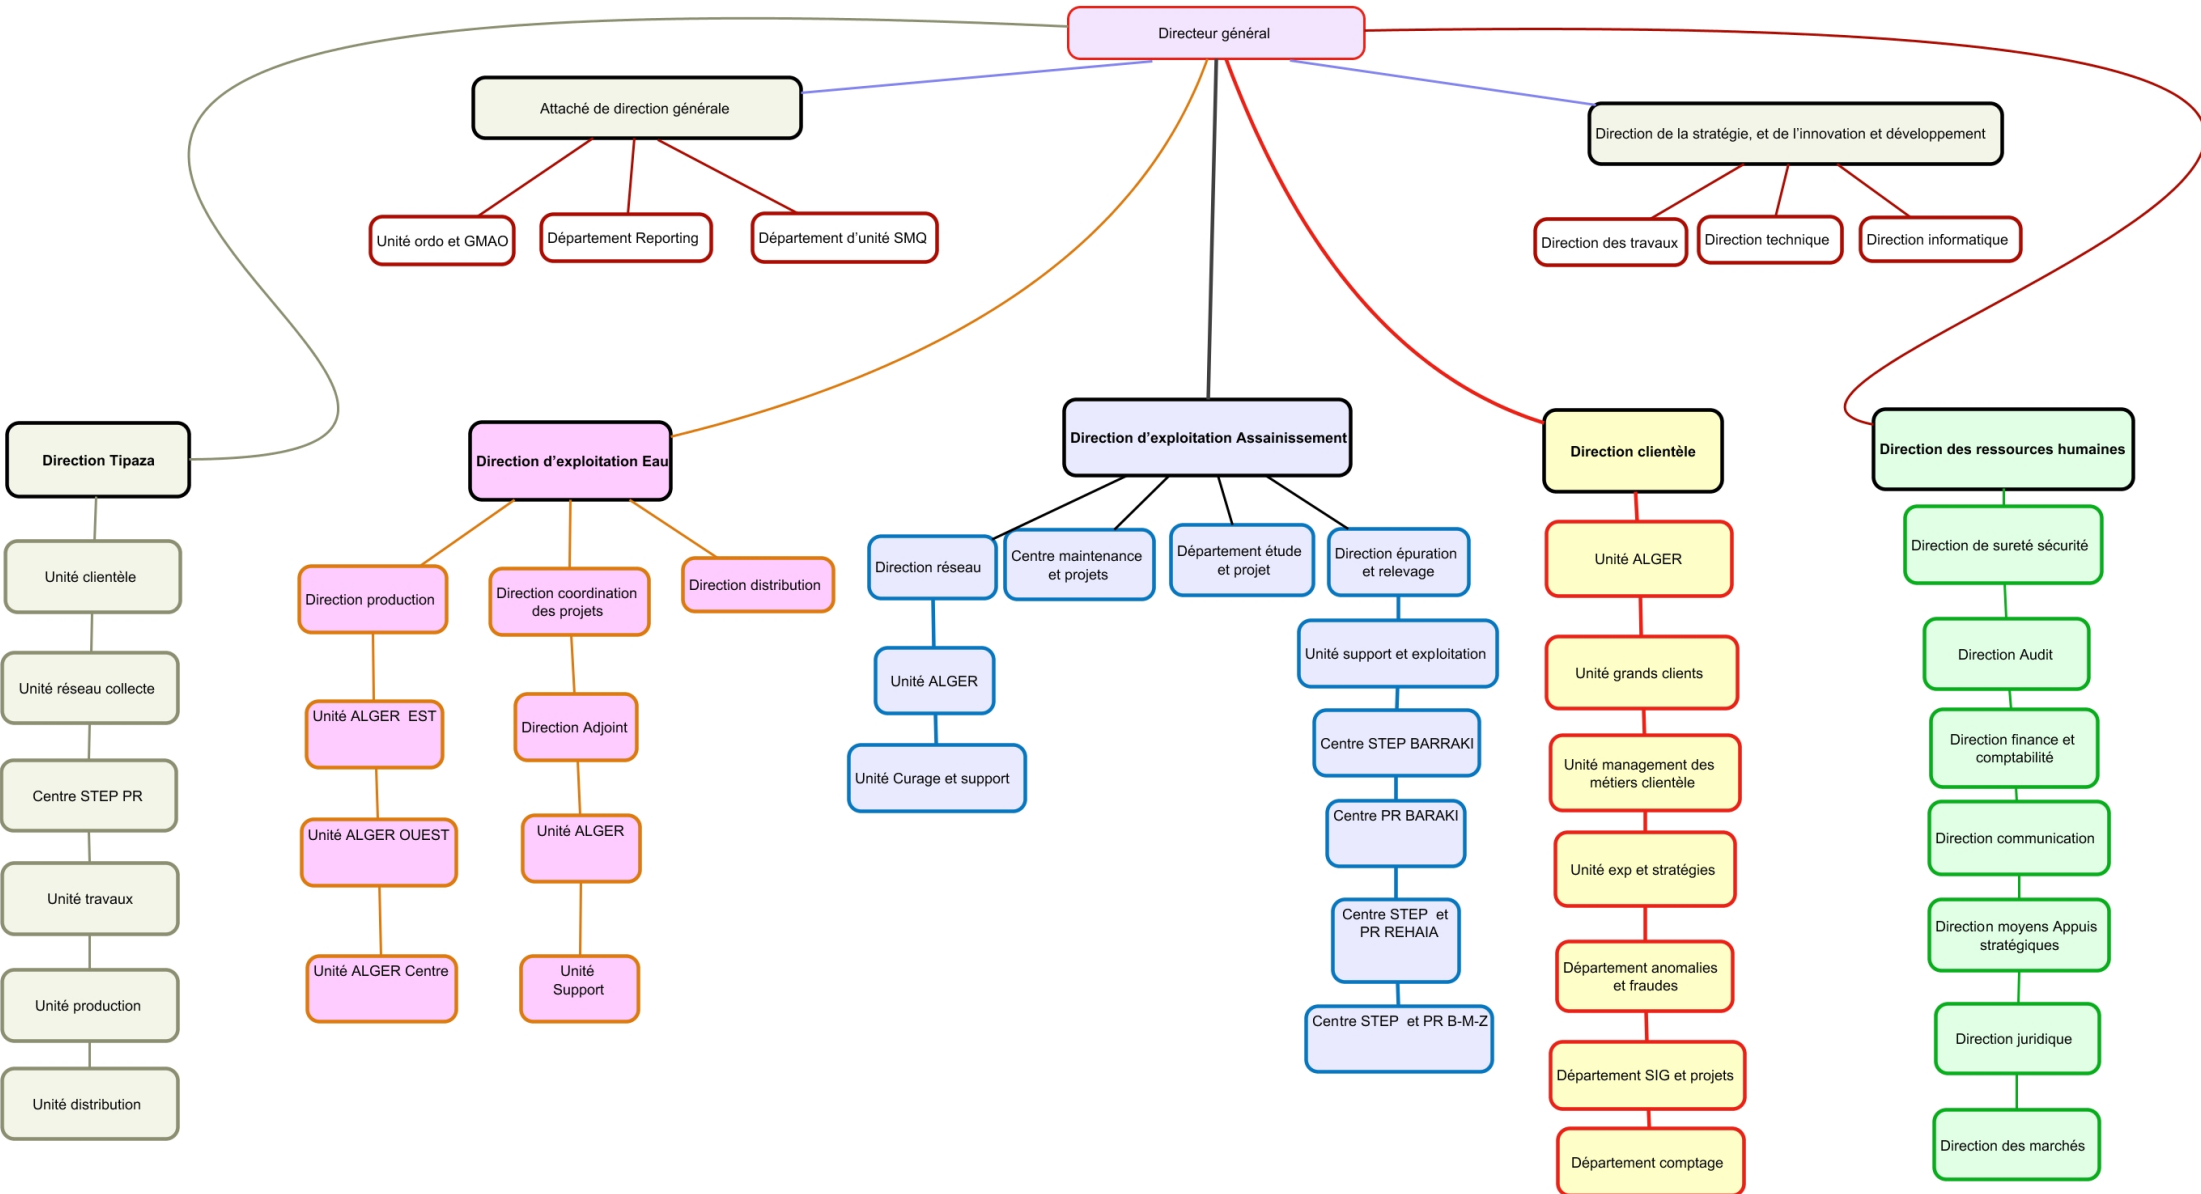 Directeur général
Attaché de direction générale
Direction de la stratégie, et de l’innovation et développement
Unité ordo et GMAO
Département Reporting
Département d’unité SMQ
Direction des travaux
Direction technique
Direction informatique
Direction Tipaza
Unité clientèle
Unité réseau collecte
Centre STEP PR
Unité travaux
Unité production
Unité distribution
Direction d’exploitation Eau
Direction production
Unité ALGER  EST
Unité ALGER OUEST
Unité ALGER Centre
Direction coordination
des projets
Direction Adjoint
Unité ALGER
Unité
Support
Direction distribution
Direction d’exploitation Assainissement
Direction réseau
Unité ALGER
Unité Curage et support
Centre maintenance
et projets
Département étude
et projet
Direction épuration
et relevage
Unité support et exploitation
Centre STEP BARRAKI
Centre PR BARAKI
Centre STEP  et
PR REHAIA
Centre STEP  et PR B-M-Z
Direction clientèle
Unité ALGER
Unité grands clients
Unité management des
métiers clientèle
Unité exp et stratégies
Département anomalies
et fraudes
Département SIG et projets
Département comptage
Direction des ressources humaines
Direction de sureté sécurité
Direction Audit
Direction finance et
comptabilité
Direction communication
Direction moyens Appuis
stratégiques
Direction juridique
Direction des marchés